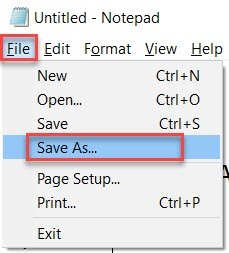 Untitled - Notepad
File Edit Format View Help
New Ctrl+N
Open... Ctrl+O
Save Ctrl+S
Save As...
Page Setup...
Print... Ctrl+P
Exit